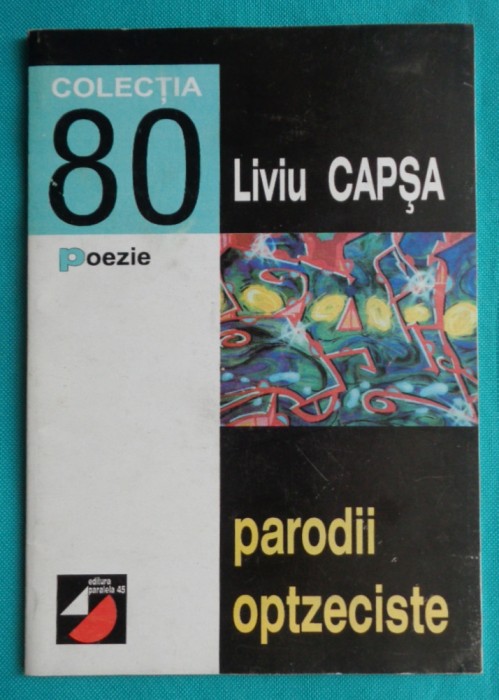 COLECȚIA
80
poezie
Liviu CAPȘA
parodii
optzeciste
editura
paralela 45